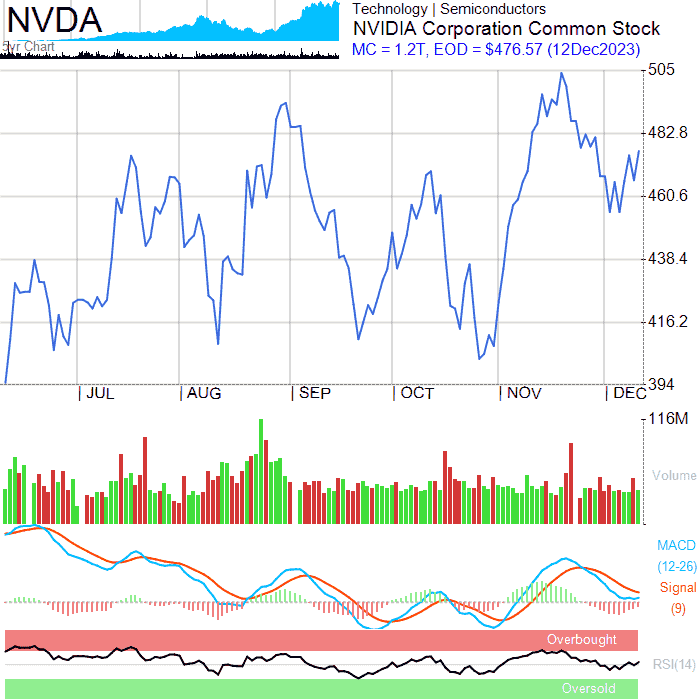 NVDA
5yr Chart
Technology | Semiconductors
NVIDIA Corporation Common Stock
MC = 1.2T, EOD = $476.57 (12Dec2023)
505
482.8
460.6
438.4
416.2
394
| JUL | AUG | SEP | OCT | NOV | DEC
116M
Volume
MACD
(12-26)
Signal
(9)
Overbought
RSI(14)
Oversold